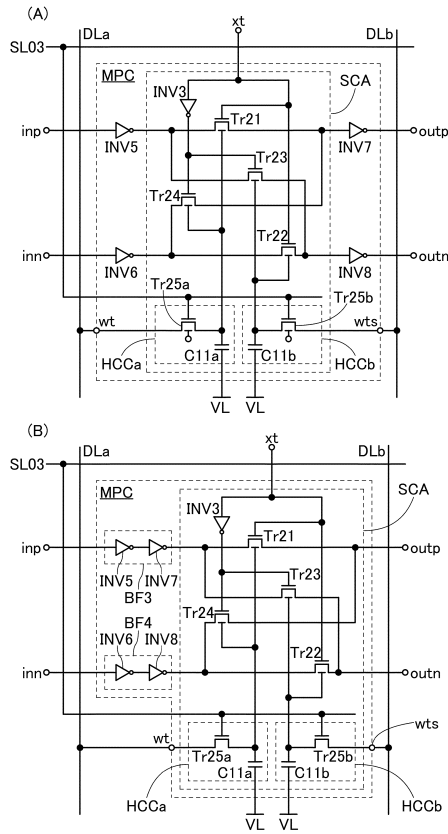 (A)
DLa
xt
DLb
SL03
MPC
INV3
SCA
inp
INV5
Tr21
INV7
outp
Tr23
Tr24
inn
INV6
Tr22
INV8
outn
Tr25a
Tr25b
wt
wts
HCCa
C11a
C11b
HCCb
VL
VL
(B)
DLa
xt
DLb
SL03
MPC
INV3
SCA
inp
INV5
INV7
Tr21
outp
BF3
Tr23
BF4
Tr24
INV6
INV8
Tr22
inn
outn
wt
wts
Tr25a
Tr25b
C11a
C11b
HCCa
HCCb
VL
VL